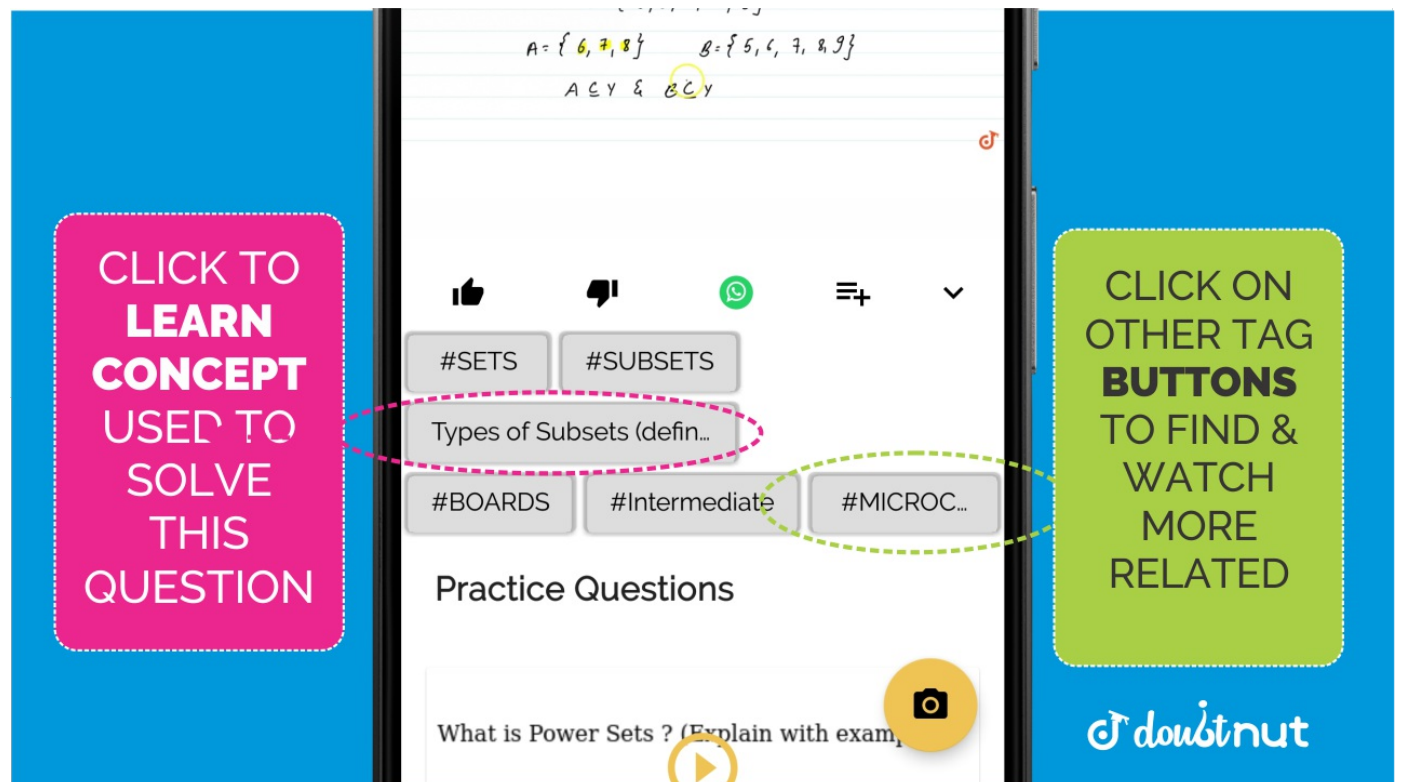 A = { 6, 7, 8} B = { 5, 6, 7, 8, 9}
A ⊆ Y & B ⊆ Y
CLICK TO
LEARN
CONCEPT
USED TO
SOLVE
THIS
QUESTION
#SETS #SUBSETS
Types of Subsets (defin...
#BOARDS #Intermediate #MICROC...
Practice Questions
What is Power Sets ? (Explain with exam
CLICK ON
OTHER TAG
BUTTONS
TO FIND &
WATCH
MORE
RELATED
doubtnut